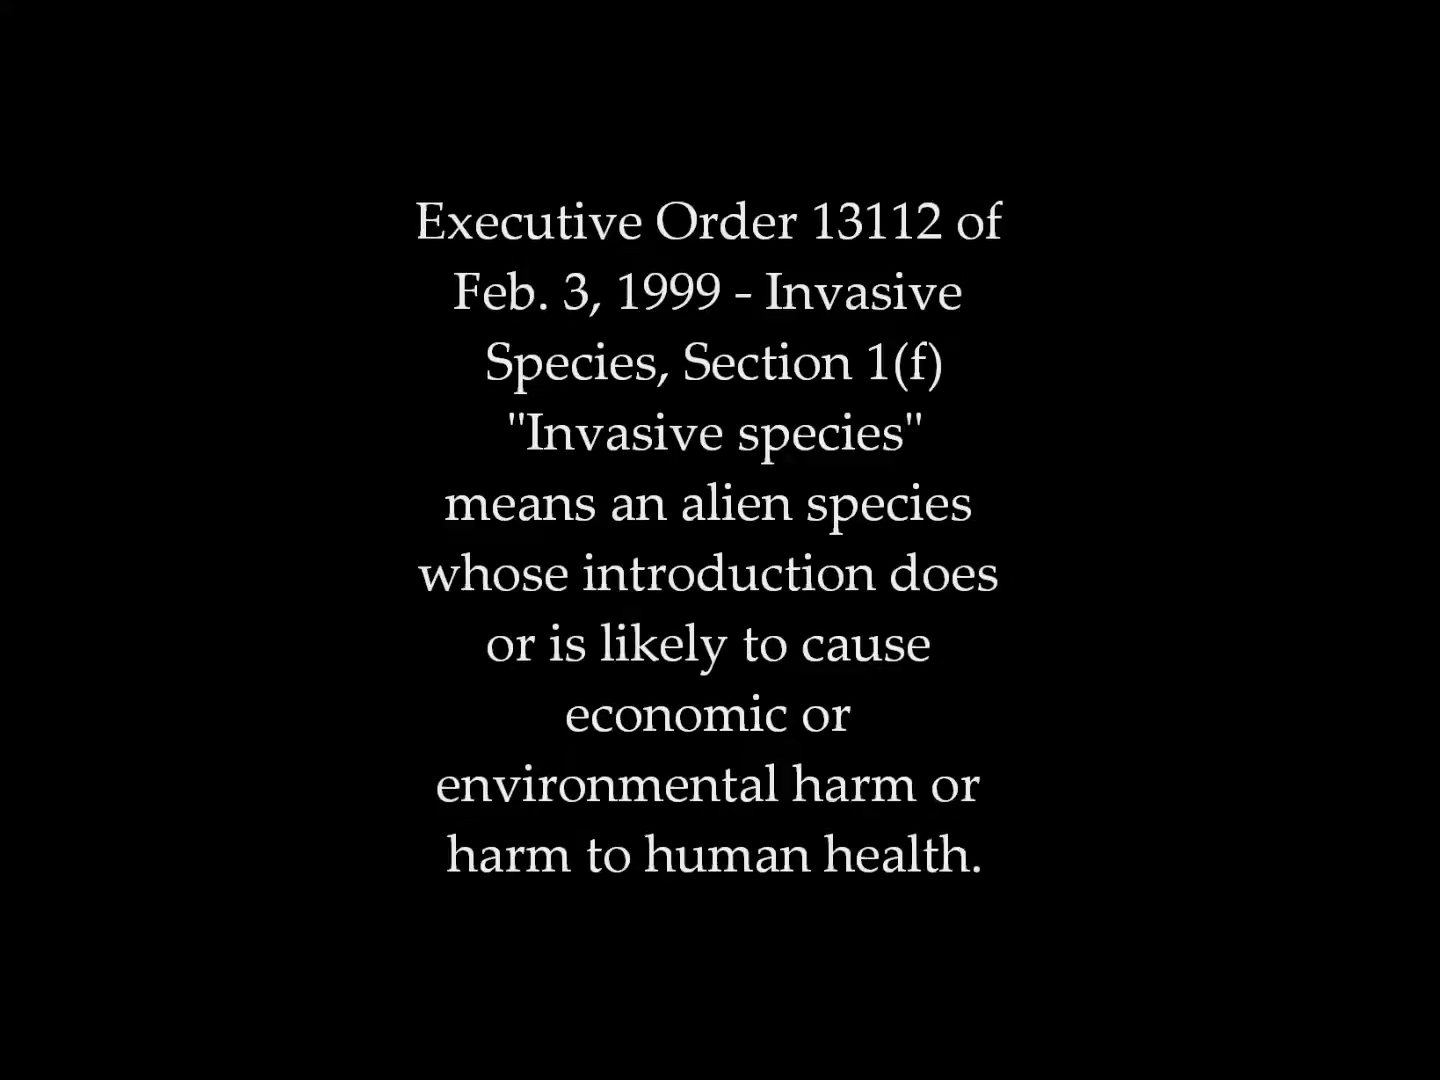 Executive Order 13112 of
Feb. 3, 1999 - Invasive
Species, Section 1(f)
"Invasive species"
means an alien species
whose introduction does
or is likely to cause
economic or
environmental harm or
harm to human health.